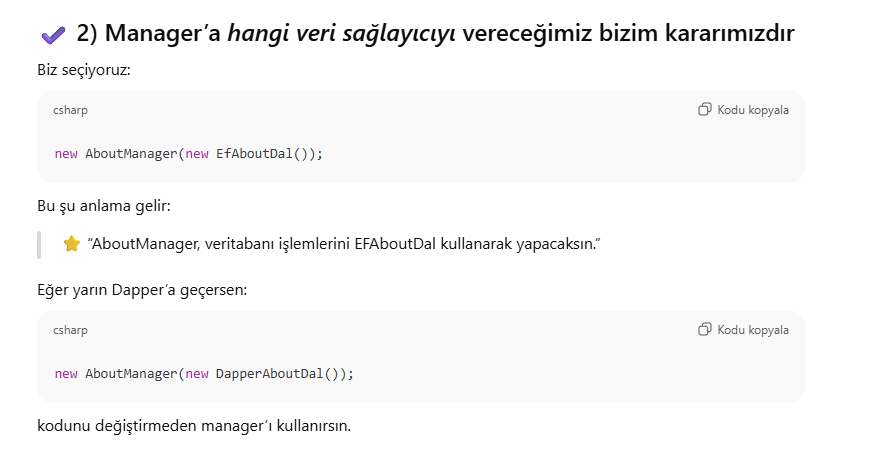 ✔ 2) Manager’a hangi veri sağlayıcıyı vereceğimiz bizim kararımızdır
Biz seçiyoruz:
csharp
Kodu kopyala
new AboutManager(new EfAboutDal());
Bu şu anlama gelir:
⭐ “AboutManager, veritabanı işlemlerini EFAboutDal kullanarak yapacaksın.”
Eğer yarın Dapper’a geçersen:
csharp
Kodu kopyala
new AboutManager(new DapperAboutDal());
kodunu değiştirmeden manager’ı kullanırsın.